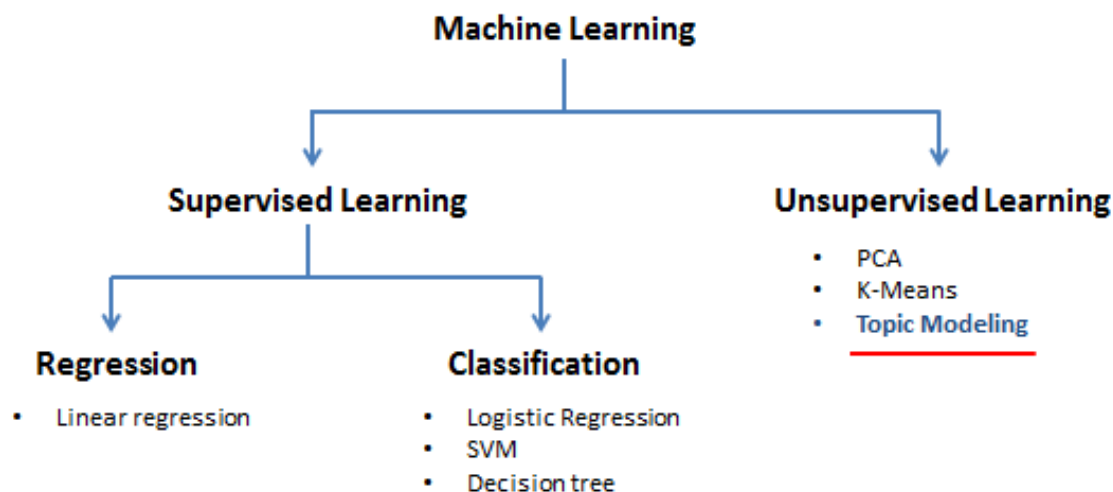 Machine Learning
Supervised Learning
Unsupervised Learning
• PCA
• K-Means
• Topic Modeling
Regression
• Linear regression
Classification
• Logistic Regression
• SVM
• Decision tree